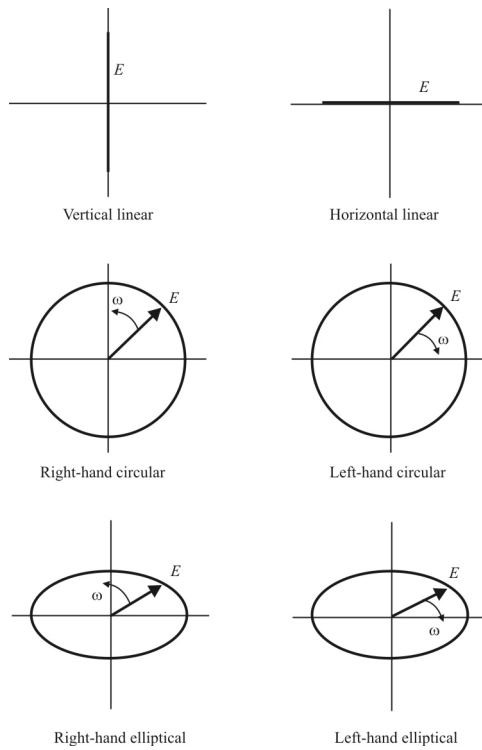 E
E
Vertical linear
Horizontal linear
ω
E
E
ω
Right-hand circular
Left-hand circular
ω
E
E
ω
Right-hand elliptical
Left-hand elliptical